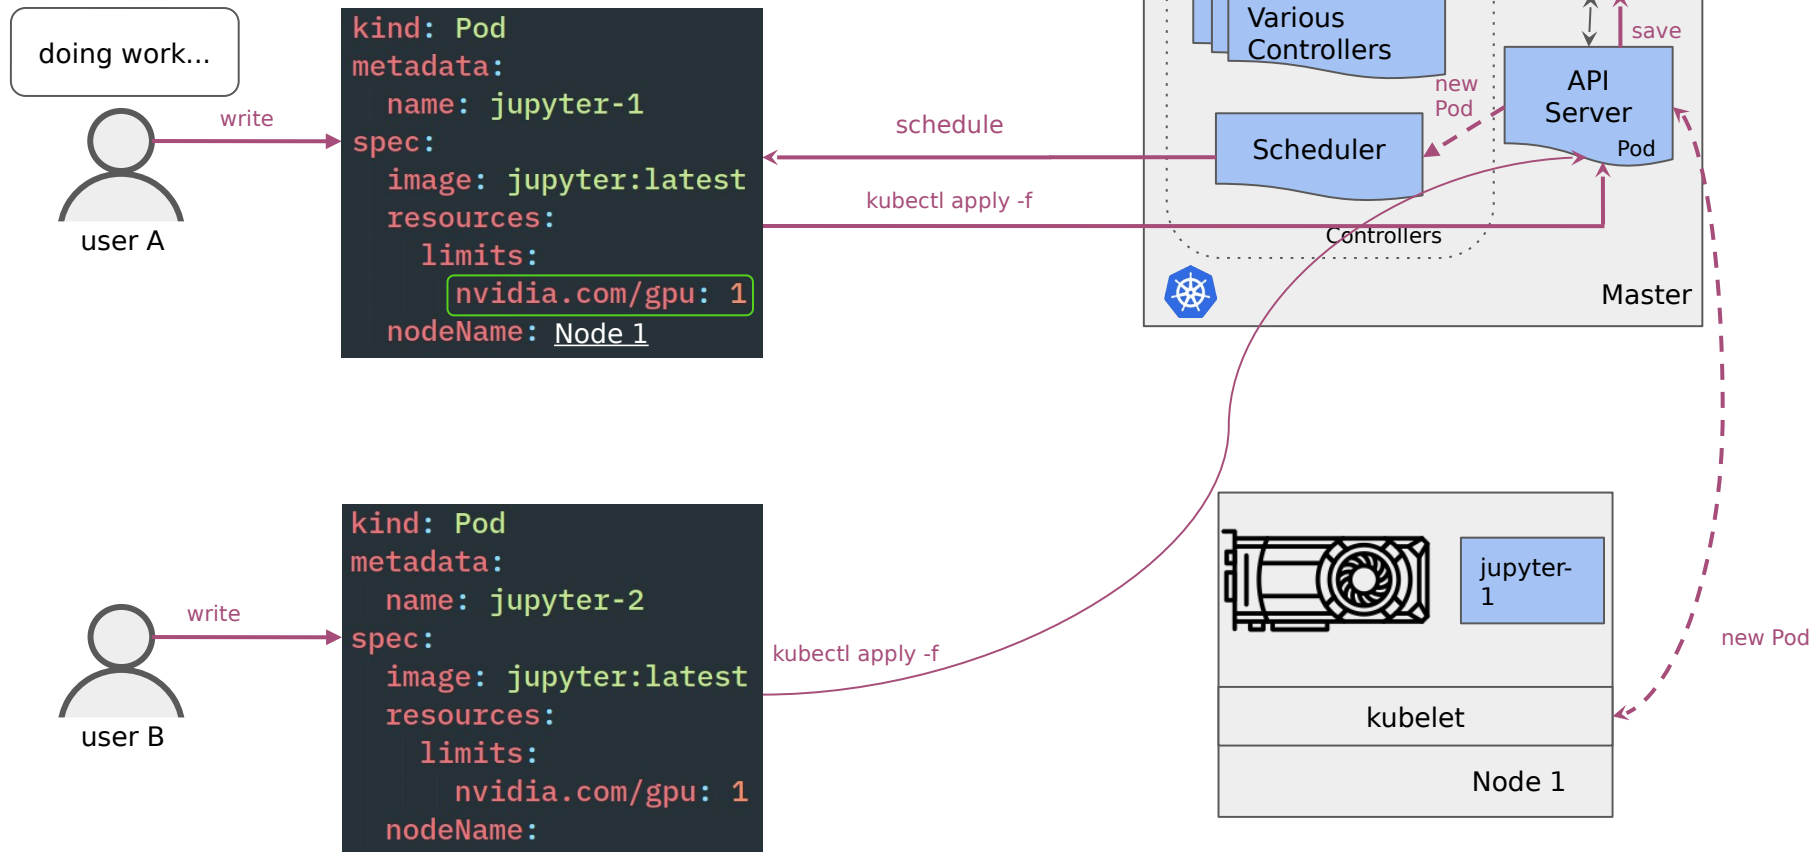 doing work...
user A
write
kind: Pod
metadata:
name: jupyter-1
spec:
image: jupyter:latest
resources:
limits:
nvidia.com/gpu: 1
nodeName: Node 1
schedule
kubectl apply -f
Various
Controllers
save
API
Server
Pod
new
Pod
Scheduler
Controllers
Master
user B
write
kind: Pod
metadata:
name: jupyter-2
spec:
image: jupyter:latest
resources:
limits:
nvidia.com/gpu: 1
nodeName:
kubectl apply -f
jupyter-
1
kubelet
Node 1
new Pod